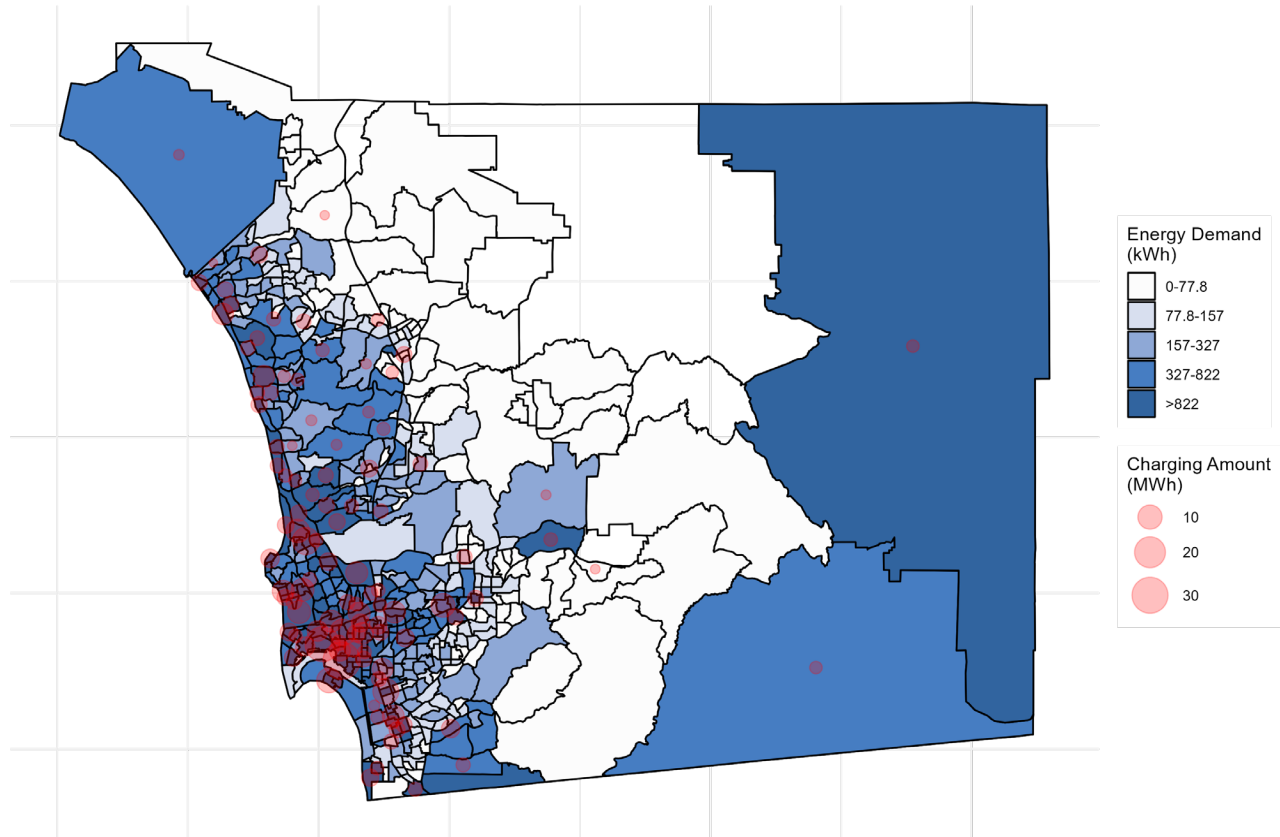 Energy Demand
(kWh)
0-77.8
77.8-157
157-327
327-822
>822
Charging Amount
(MWh)
10
20
30